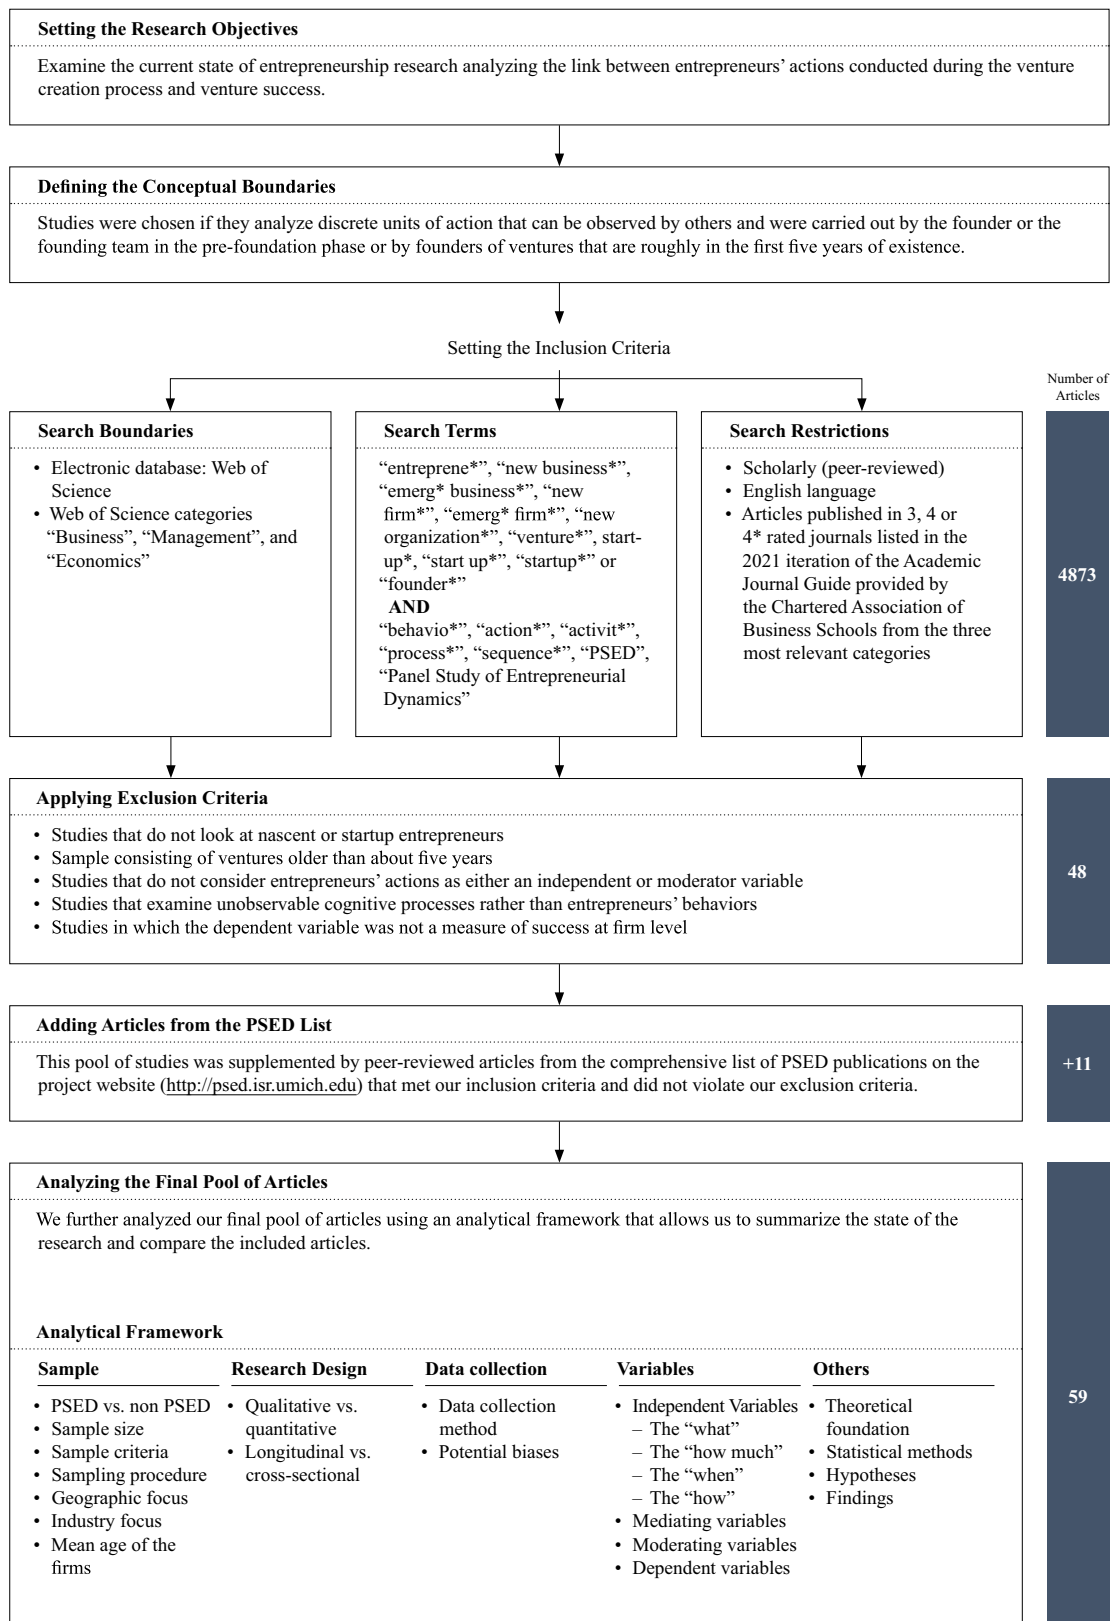 Setting the Research Objectives
Examine the current state of entrepreneurship research analyzing the link between entrepreneurs’ actions conducted during the venture
creation process and venture success.
Defining the Conceptual Boundaries
Studies were chosen if they analyze discrete units of action that can be observed by others and were carried out by the founder or the
founding team in the pre-foundation phase or by founders of ventures that are roughly in the first five years of existence.
Setting the Inclusion Criteria
Number of
Articles
Search Boundaries
• Electronic database: Web of
Science
• Web of Science categories
“Business”, “Management”, and
“Economics”
Search Terms
“entreprene*”, “new business*”,
“emerg* business*”, “new
firm*”, “emerg* firm*”, “new
organization*”, “venture*”, start-
up*, “start up*”, “startup*” or
“founder*”
AND
“behavio*”, “action*”, “activit*”,
“process*”, “sequence*”, “PSED”,
“Panel Study of Entrepreneurial
Dynamics”
Search Restrictions
• Scholarly (peer-reviewed)
• English language
• Articles published in 3, 4 or
4* rated journals listed in the
2021 iteration of the Academic
Journal Guide provided by
the Chartered Association of
Business Schools from the three
most relevant categories
4873
Applying Exclusion Criteria
• Studies that do not look at nascent or startup entrepreneurs
• Sample consisting of ventures older than about five years
• Studies that do not consider entrepreneurs’ actions as either an independent or moderator variable
• Studies that examine unobservable cognitive processes rather than entrepreneurs’ behaviors
• Studies in which the dependent variable was not a measure of success at firm level
48
Adding Articles from the PSED List
This pool of studies was supplemented by peer-reviewed articles from the comprehensive list of PSED publications on the
project website (http://psed.isr.umich.edu) that met our inclusion criteria and did not violate our exclusion criteria.
+11
Analyzing the Final Pool of Articles
We further analyzed our final pool of articles using an analytical framework that allows us to summarize the state of the
research and compare the included articles.
Analytical Framework
Sample
• PSED vs. non PSED
• Sample size
• Sample criteria
• Sampling procedure
• Geographic focus
• Industry focus
• Mean age of the
firms
Research Design
• Qualitative vs.
quantitative
• Longitudinal vs.
cross-sectional
Data collection
• Data collection
method
• Potential biases
Variables
• Independent Variables
– The “what”
– The “how much”
– The “when”
– The “how”
• Mediating variables
• Moderating variables
• Dependent variables
Others
• Theoretical
foundation
• Statistical methods
• Hypotheses
• Findings
59